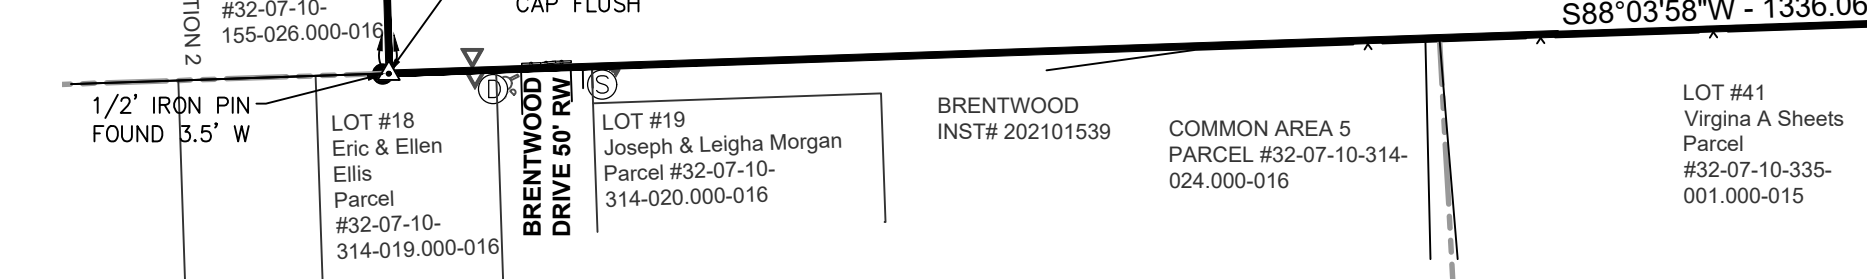 #32-07-10-
155-026.000-016
TION 2
CAP FLUSH
S88°03'58"W - 1336.06
1/2' IRON PIN
FOUND 3.5' W
LOT #18
Eric & Ellen
Ellis
Parcel
#32-07-10-
314-019.000-016
D
BRENTWOOD
DRIVE 50' RW
S
LOT #19
Joseph & Leigha Morgan
Parcel #32-07-10-
314-020.000-016
BRENTWOOD
INST# 202101539
COMMON AREA 5
PARCEL #32-07-10-314-
024.000-016
LOT #41
Virgina A Sheets
Parcel
#32-07-10-335-
001.000-015